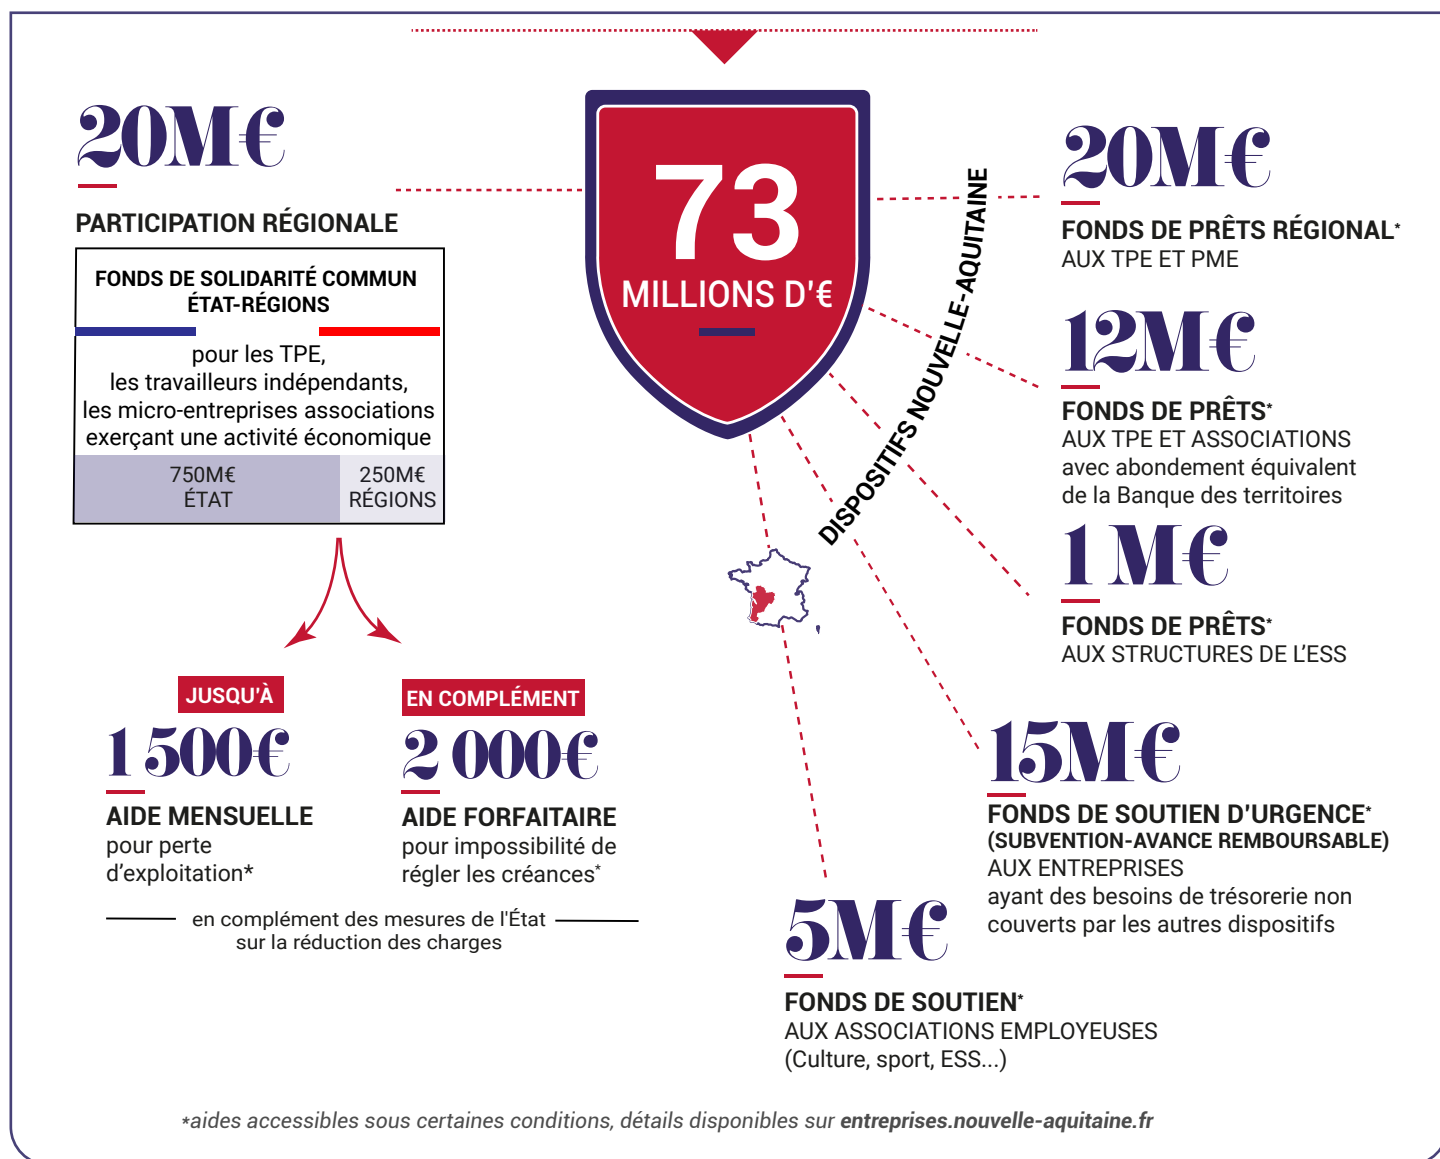 73
MILLIONS D'€
20M€
PARTICIPATION RÉGIONALE
FONDS DE SOLIDARITÉ COMMUN
ÉTAT-RÉGIONS
pour les TPE,
les travailleurs indépendants,
les micro-entreprises associations
exerçant une activité économique
750M€
ÉTAT
250M€
RÉGIONS
JUSQU'À
1 500€
AIDE MENSUELLE
pour perte
d'exploitation*
EN COMPLÉMENT
2 000€
AIDE FORFAITAIRE
pour impossibilité de
régler les créances*
en complément des mesures de l'État
sur la réduction des charges
DISPOSITIFS NOUVELLE-AQUITAINE
20M€
FONDS DE PRÊTS RÉGIONAL*
AUX TPE ET PME
12M€
FONDS DE PRÊTS*
AUX TPE ET ASSOCIATIONS
avec abondement équivalent
de la Banque des territoires
1 M€
FONDS DE PRÊTS*
AUX STRUCTURES DE L'ESS
15M€
FONDS DE SOUTIEN D'URGENCE*
(SUBVENTION-AVANCE REMBOURSABLE)
AUX ENTREPRISES
ayant des besoins de trésorerie non
couverts par les autres dispositifs
5M€
FONDS DE SOUTIEN*
AUX ASSOCIATIONS EMPLOYEUSES
(Culture, sport, ESS...)
*aides accessibles sous certaines conditions, détails disponibles sur entreprises.nouvelle-aquitaine.fr